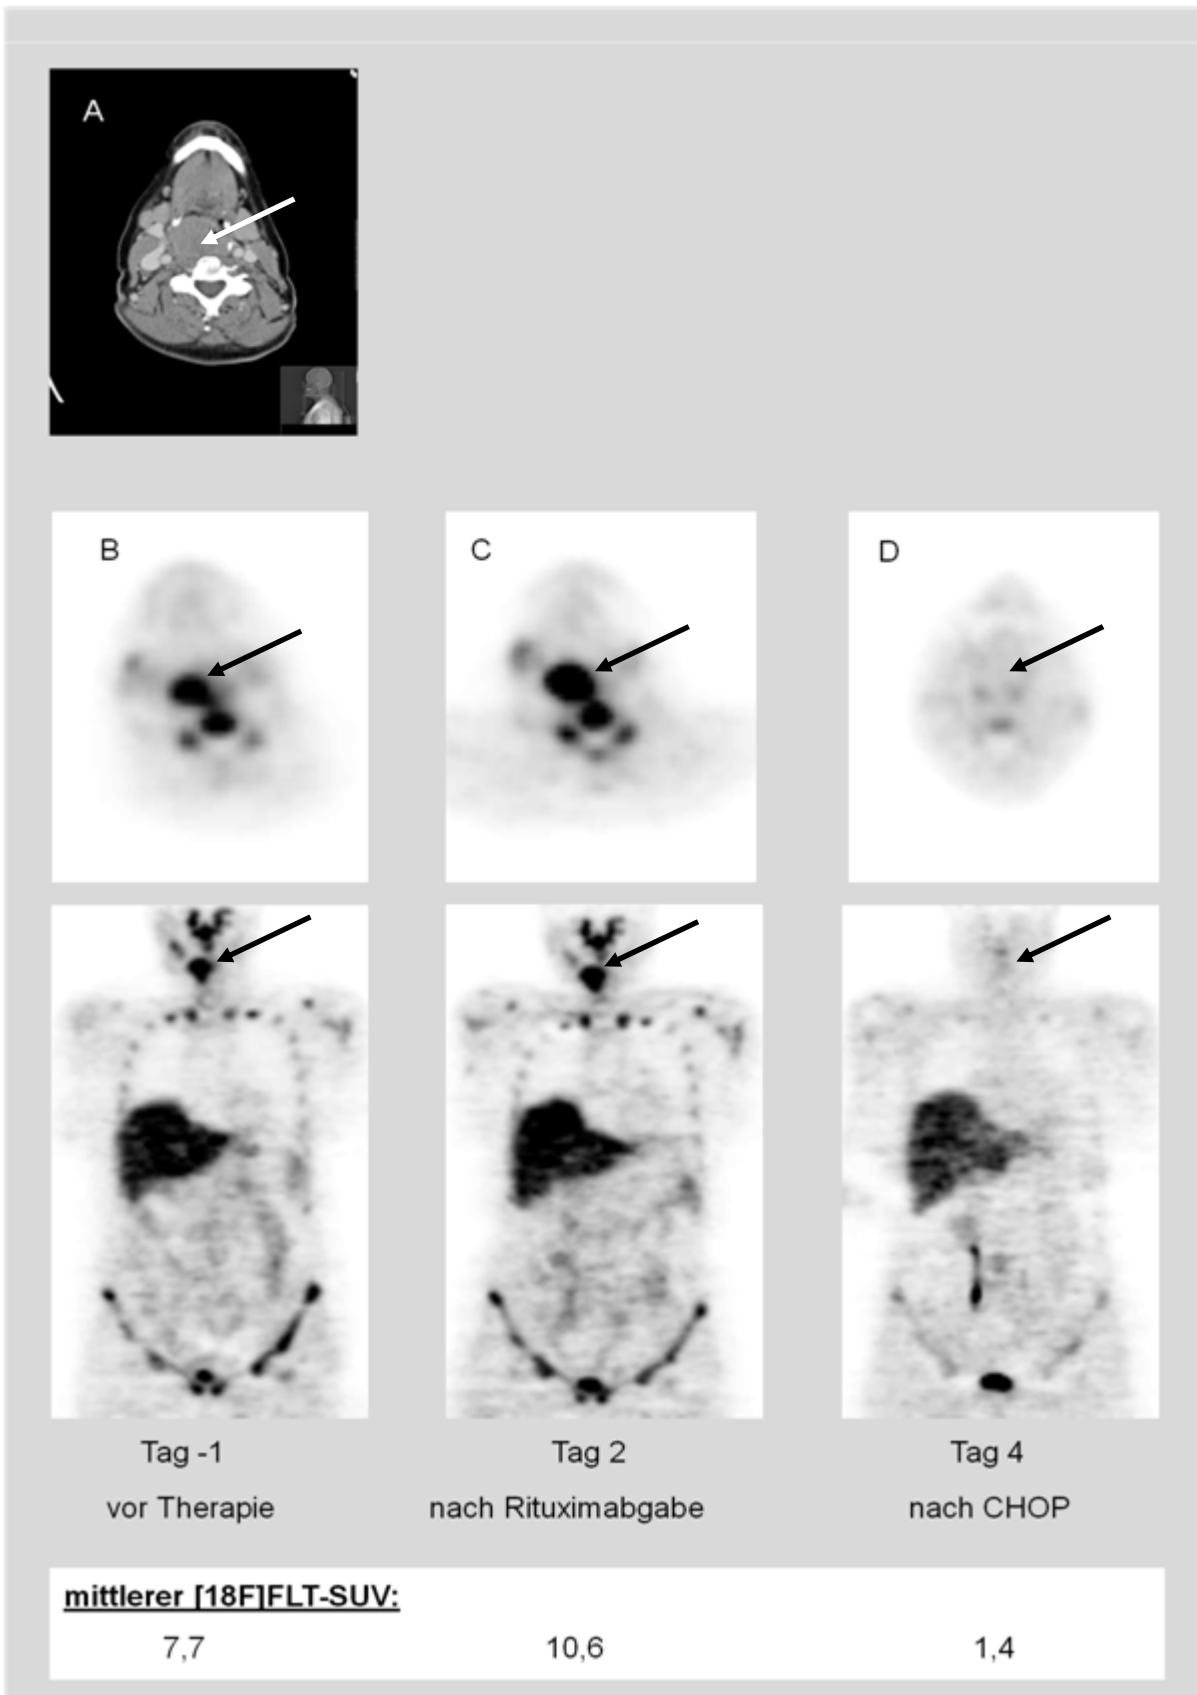 A
B
C
D
Tag -1
Tag 2
Tag 4
vor Therapie
nach Rituximabgabe
nach CHOP
mittlerer [18F]FLT-SUV:
7,7
10,6
1,4